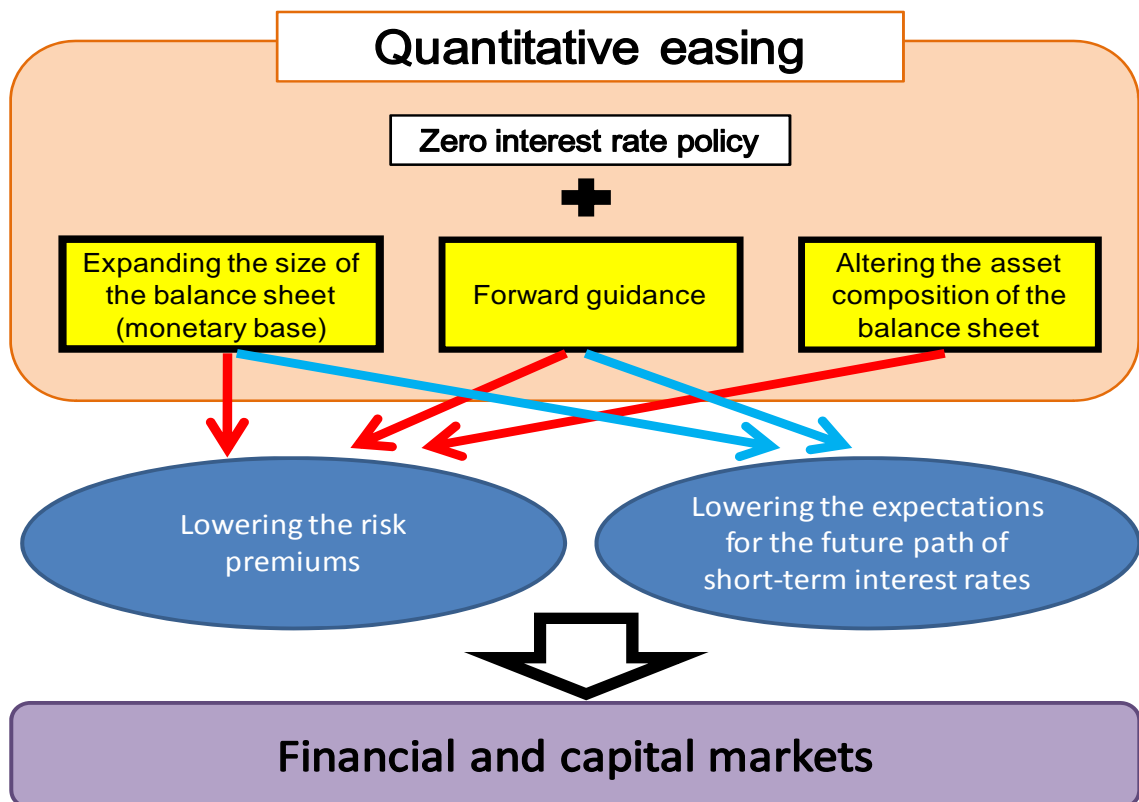 Quantitative easing
Zero interest rate policy
Expanding the size of
the balance sheet
(monetary base)
Forward guidance
Altering the asset
composition of the
balance sheet
Lowering the risk
premiums
Lowering the expectations
for the future path of
short-term interest rates
Financial and capital markets